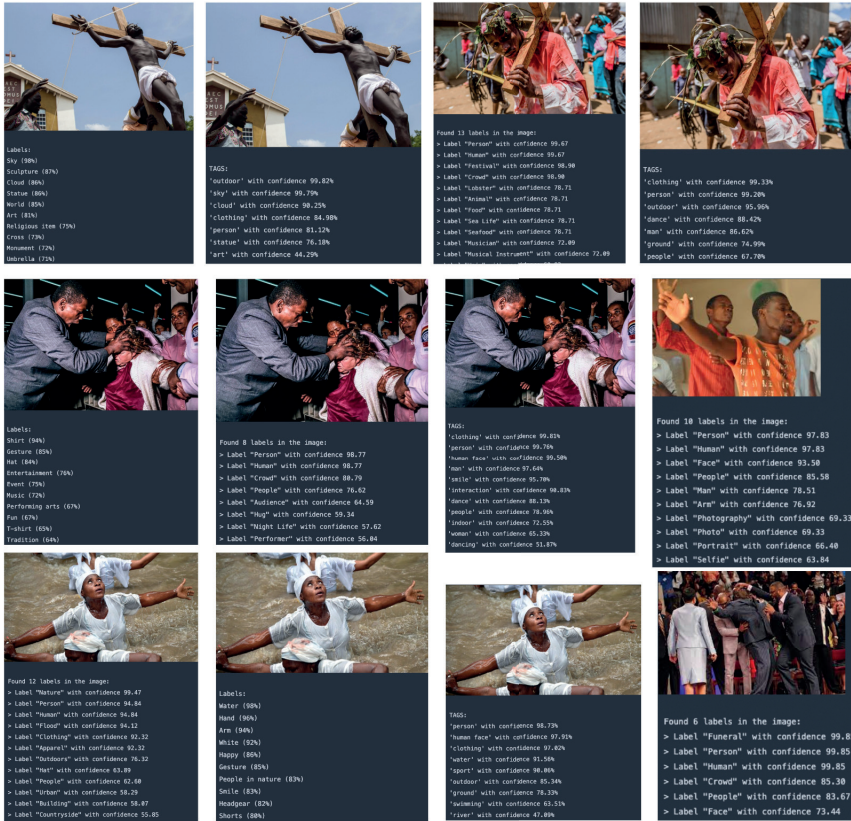 REC
EST
OMUS
DEI
Labels:
Sky (90%)
Sculpture (87%)
Cloud (86%)
Statue (86%)
World (85%)
Art (81%)
Religious item (75%)
Cross (73%)
Monument (72%)
Umbrella (71%)
TAGS:
'outdoor' with confidence 99.82%
'sky' with confidence 99.79%
'cloud' with confidence 90.25%
'clothing' with confidence 84.98%
'person' with confidence 81.12%
'statue' with confidence 76.18%
'art' with confidence 44.29%
Found 13 labels in the image:
> Label "Person" with confidence 99.67
> Label "Human" with confidence 99.67
> Label "Festival" with confidence 98.90
> Label "Crowd" with confidence 98.90
> Label "Lobster" with confidence 78.71
> Label "Animal" with confidence 78.71
> Label "Food" with confidence 78.71
> Label "Sea Life" with confidence 78.71
> Label "Seafood" with confidence 78.71
> Label "Musician" with confidence 72.09
> Label "Musical Instrument" with confidence 72.09
TAGS:
'clothing' with confidence 99.33%
'person' with confidence 99.20%
'outdoor' with confidence 95.96%
'dance' with confidence 88.42%
'man' with confidence 86.62%
'ground' with confidence 74.99%
'people' with confidence 67.70%
Labels:
Shirt (94%)
Gesture (85%)
Hat (84%)
Entertainment (76%)
Event (75%)
Music (72%)
Performing arts (67%)
Fun (67%)
T-shirt (65%)
Tradition (64%)
Found 8 labels in the image:
> Label "Person" with confidence 98.77
> Label "Human" with confidence 98.77
> Label "Crowd" with confidence 80.79
> Label "People" with confidence 76.62
> Label "Audience" with confidence 64.59
> Label "Hug" with confidence 59.34
> Label "Night Life" with confidence 57.62
> Label "Performer" with confidence 56.04
TAGS:
'clothing' with confidence 99.81%
'person' with confidence 99.76%
'human face' with confidence 99.50%
'man' with confidence 97.64%
'smile' with confidence 95.70%
'interaction' with confidence 90.83%
'dance' with confidence 88.13%
'people' with confidence 78.96%
'indoor' with confidence 72.55%
'woman' with confidence 65.33%
'dancing' with confidence 51.87%
Found 10 labels in the image:
> Label "Person" with confidence 97.83
> Label "Human" with confidence 97.83
> Label "Face" with confidence 93.50
> Label "People" with confidence 85.58
> Label "Man" with confidence 78.51
> Label "Arm" with confidence 76.92
> Label "Photography" with confidence 69.33
> Label "Photo" with confidence 69.33
> Label "Portrait" with confidence 66.40
> Label "Selfie" with confidence 63.84
Found 12 labels in the image:
> Label "Nature" with confidence 99.47
> Label "Person" with confidence 94.84
> Label "Human" with confidence 94.84
> Label "Flood" with confidence 94.12
> Label "Clothing" with confidence 92.32
> Label "Apparel" with confidence 92.32
> Label "Outdoors" with confidence 76.32
> Label "Hat" with confidence 63.89
> Label "People" with confidence 62.60
> Label "Urban" with confidence 58.29
> Label "Building" with confidence 58.07
> Label "Countryside" with confidence 55.85
Labels:
Water (98%)
Hand (96%)
Arm (94%)
White (92%)
Happy (86%)
Gesture (85%)
People in nature (83%)
Smile (83%)
Headgear (82%)
Shorts (80%)
TAGS:
'person' with confidence 98.73%
'human face' with confidence 97.91%
'clothing' with confidence 97.02%
'water' with confidence 91.56%
'sport' with confidence 90.86%
'outdoor' with confidence 85.34%
'ground' with confidence 78.33%
'swimming' with confidence 63.51%
'river' with confidence 47.09%
Found 6 labels in the image:
> Label "Funeral" with confidence 99.8
> Label "Person" with confidence 99.85
> Label "Human" with confidence 99.85
> Label "Crowd" with confidence 85.30
> Label "People" with confidence 83.67
> Label "Face" with confidence 73.44